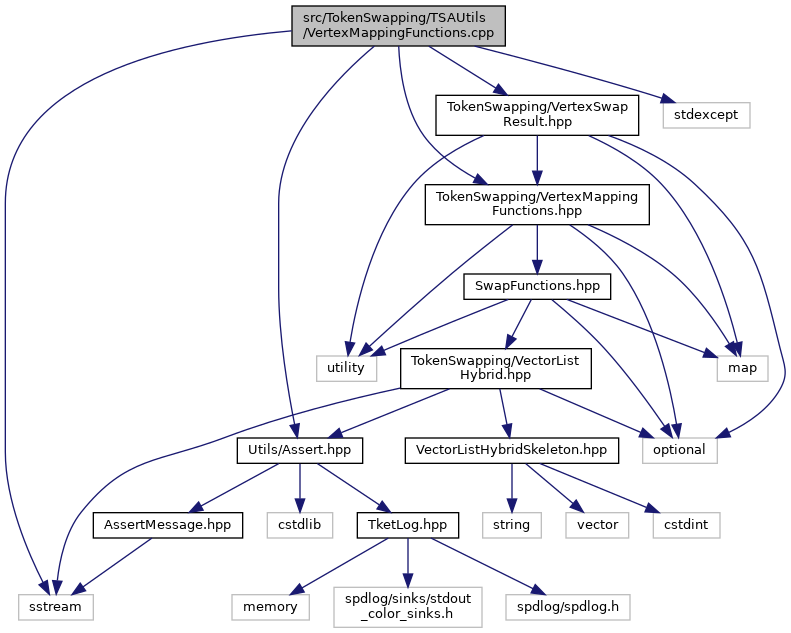 src/TokenSwapping/TSAUtils
/VertexMappingFunctions.cpp
TokenSwapping/VertexSwap
Result.hpp
stdexcept
TokenSwapping/VertexMapping
Functions.hpp
SwapFunctions.hpp
utility
TokenSwapping/VectorList
Hybrid.hpp
map
Utils/Assert.hpp
VectorListHybridSkeleton.hpp
optional
AssertMessage.hpp
cstdlib
TketLog.hpp
string
vector
cstdint
sstream
memory
spdlog/sinks/stdout
_color_sinks.h
spdlog/spdlog.h